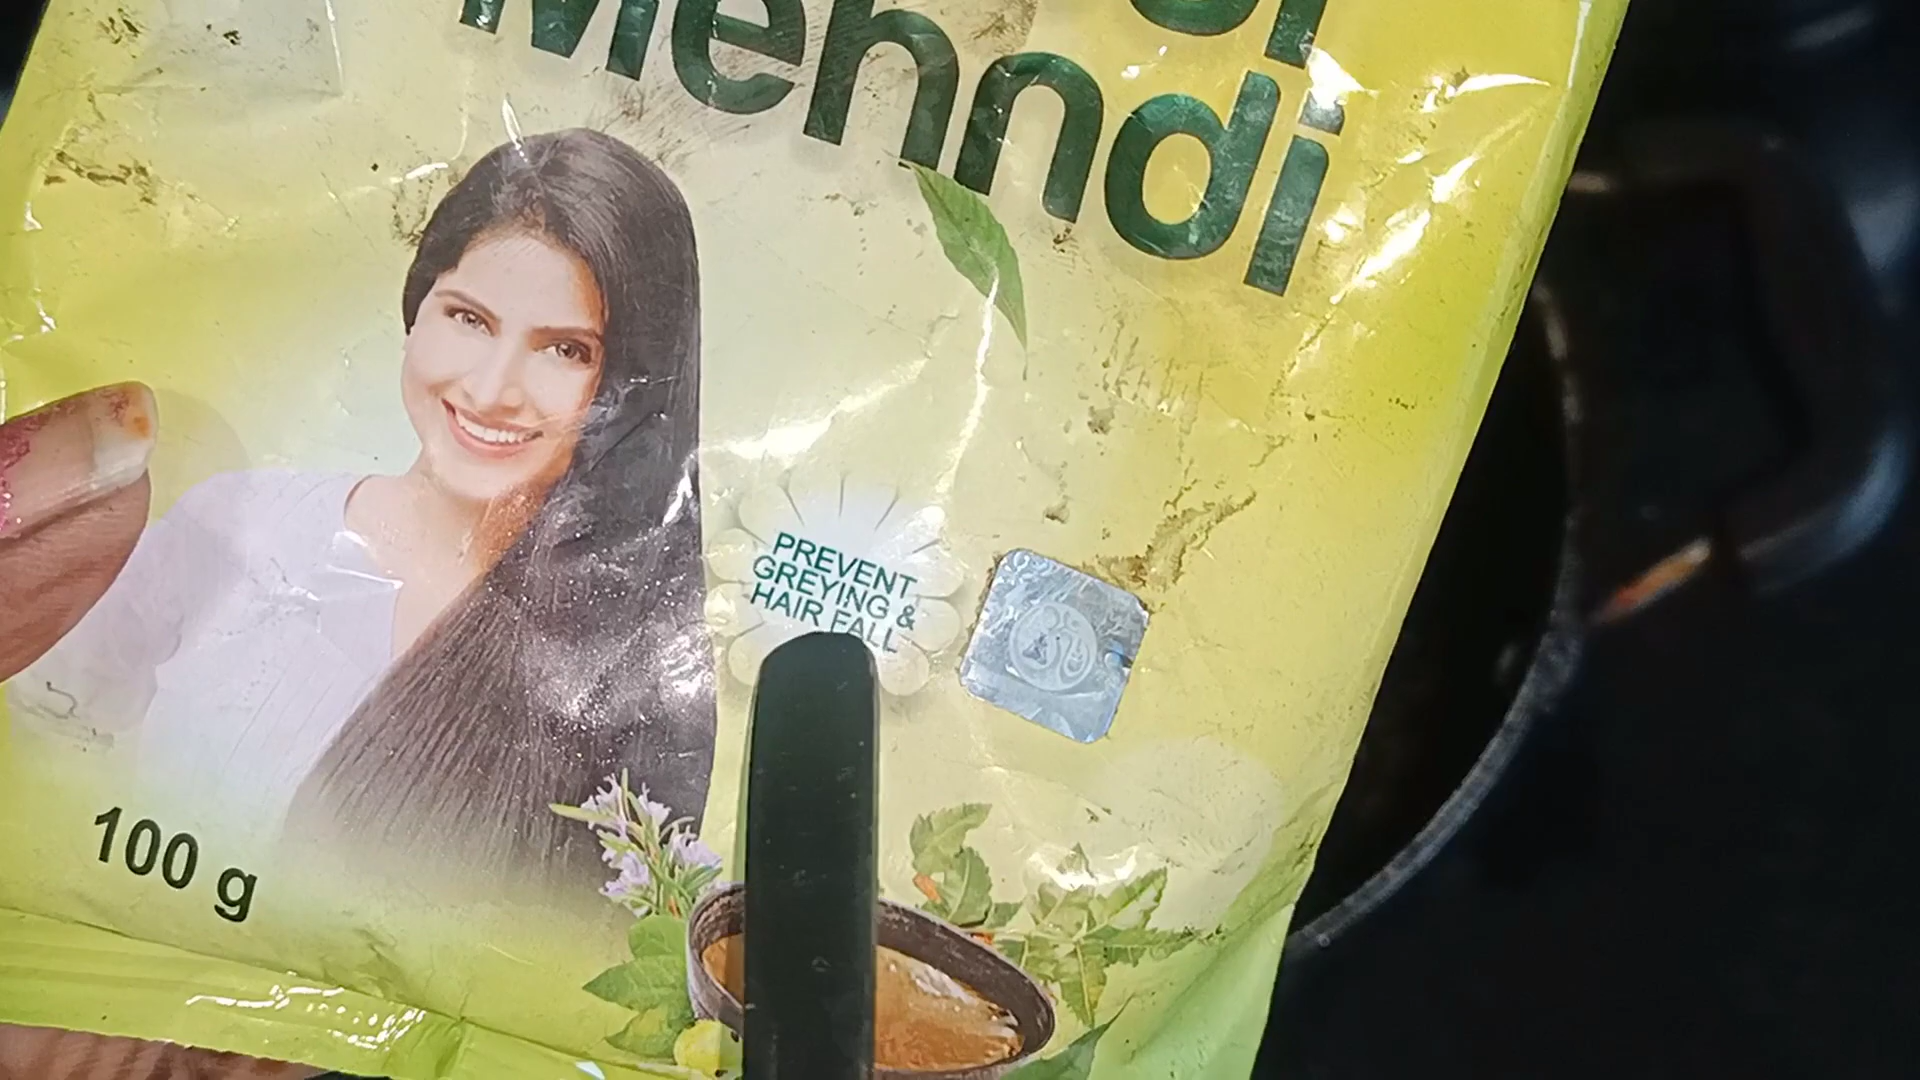 Mehndi
PREVENT
GREYING &
HAIR FALL
100 g